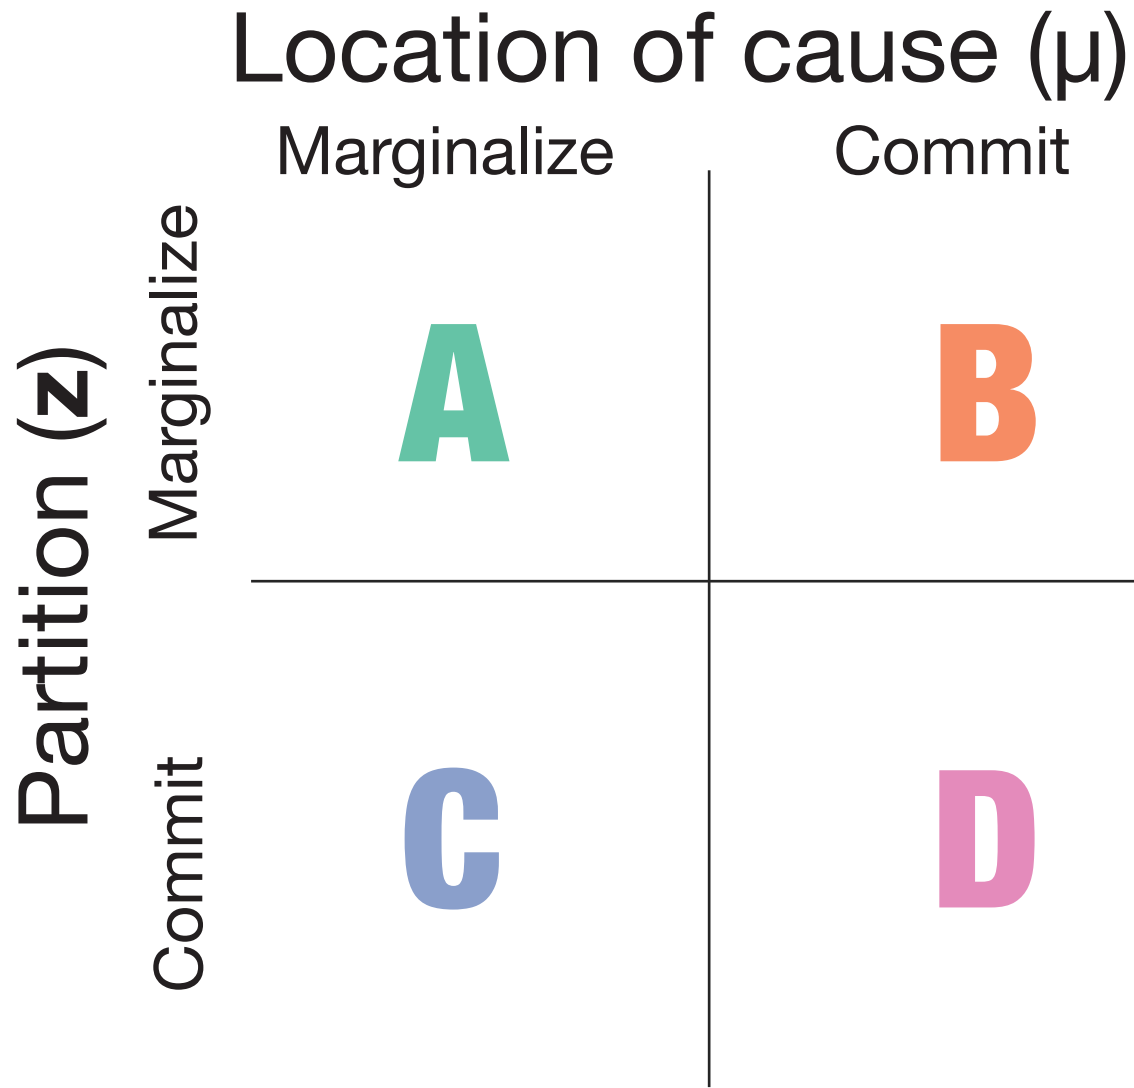 Location of cause (μ)
Marginalize Commit
Partition (z)
Marginalize
A B
Commit
C D